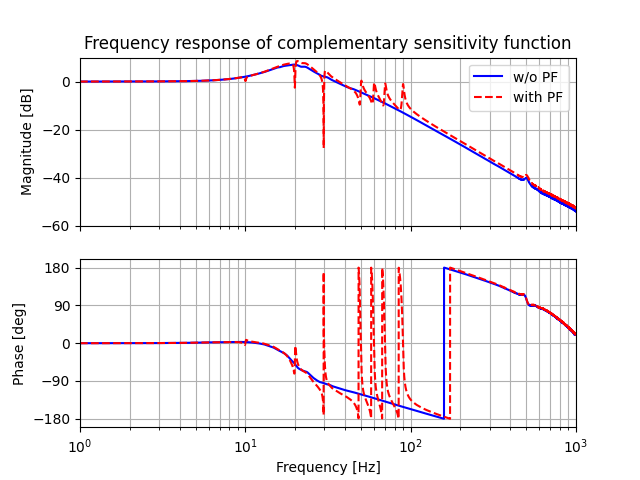 Frequency response of complementary sensitivity function
0
−20
−40
−60
Magnitude [dB]
w/o PF
with PF
180
90
0
−90
−180
Phase [deg]
10^0
10^1
10^2
10^3
Frequency [Hz]